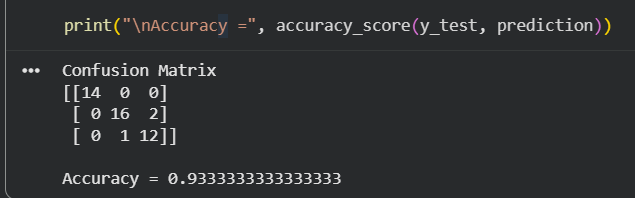 print("\nAccuracy =", accuracy_score(y_test, prediction))
••• Confusion Matrix
[[14  0  0]
 [ 0 16  2]
 [ 0  1 12]]
Accuracy = 0.9333333333333333